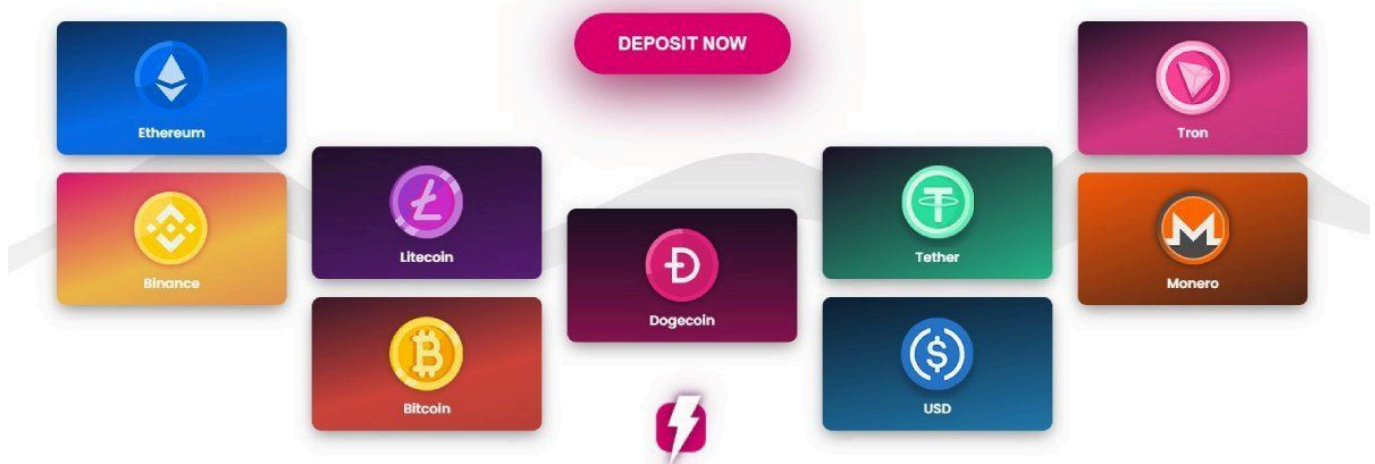 DEPOSIT NOW
Ethereum
Tron
Litecoin
Tether
Binance
Monero
Dogecoin
Bitcoin
USD